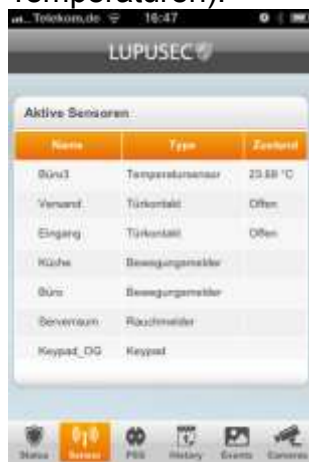 Temperaturen).
Telekom.de 16:47
LUPUSEC
Aktive Sensoren
Name Type Zustand
Büro3 Temperatursensor 23.68 °C
Versand Türkontakt Offen
Eingang Türkontakt Offen
Küche Bewegungsmelder
Büro Bewegungsmelder
Serverraum Rauchmelder
Keypad_OG Keypad
Status Sensor PSS History Events Cameras